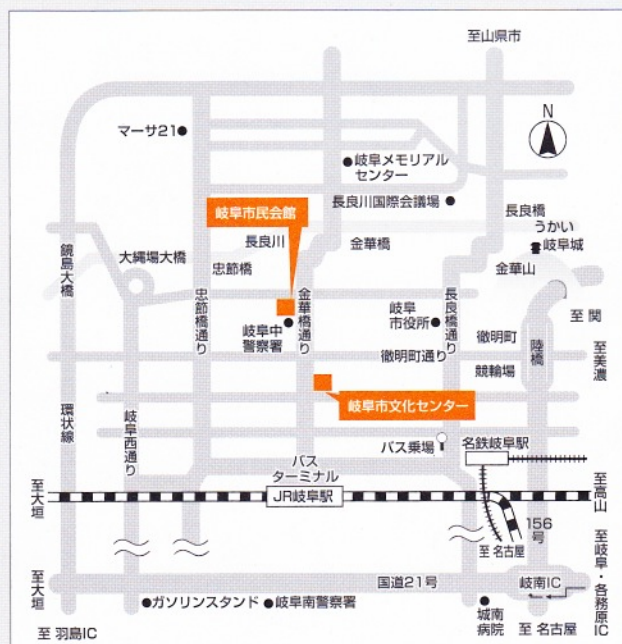 至山県市
マーサ21
N
岐阜メモリアル
センター
岐阜市民会館
長良川国際会議場
長良橋
うかい
岐阜城
長良川
金華橋
金華山
鏡島大橋
大縄場大橋
忠節橋
忠節橋通り
金華橋通り
長良橋通り
岐阜中
警察署
岐阜
市役所
至 関
徹明町
徹明町通り
陸橋
至美濃
競輪場
岐阜市文化センター
環状線
岐阜西通り
バス乗場
名鉄岐阜駅
バス
ターミナル
至大垣
JR岐阜駅
至高山
156
号
至 名古屋
至岐阜・各務原IC
至大垣
国道21号
岐南IC
ガソリンスタンド
岐阜南警察署
城南
病院
至 羽島IC
至 名古屋